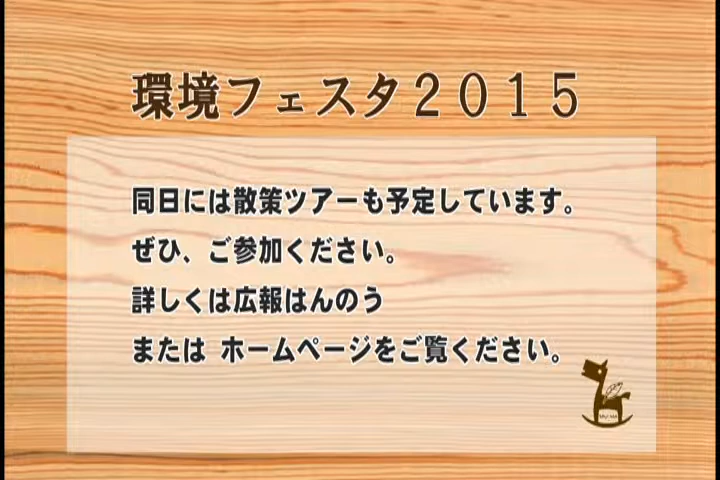 環境フェスタ２０１５
同日には散策ツアーも予定しています。
ぜひ、ご参加ください。
詳しくは広報はんのう
または ホームページをご覧ください。